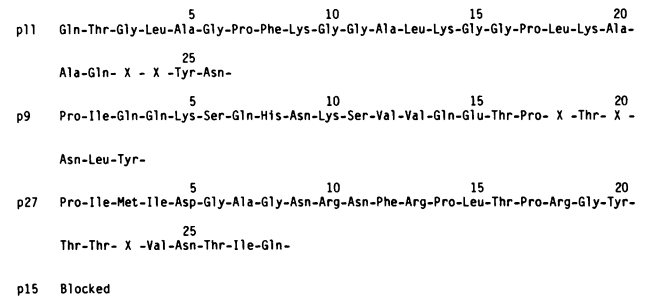 5 10 15 20
p11 Gln-Thr-Gly-Leu-Ala-Gly-Pro-Phe-Lys-Gly-Gly-Ala-Leu-Lys-Gly-Gly-Pro-Leu-Lys-Ala-
25
Ala-Gln- X - X -Tyr-Asn-
5 10 15 20
p9 Pro-Ile-Gln-Gln-Lys-Ser-Gln-His-Asn-Lys-Ser-Val-Val-Gln-Glu-Thr-Pro- X -Thr- X -
Asn-Leu-Tyr-
5 10 15 20
p27 Pro-Ile-Met-Ile-Asp-Gly-Ala-Gly-Asn-Arg-Asn-Phe-Arg-Pro-Leu-Thr-Pro-Arg-Gly-Tyr-
25
Thr-Thr- X -Val-Asn-Thr-Ile-Gln-
p15 Blocked